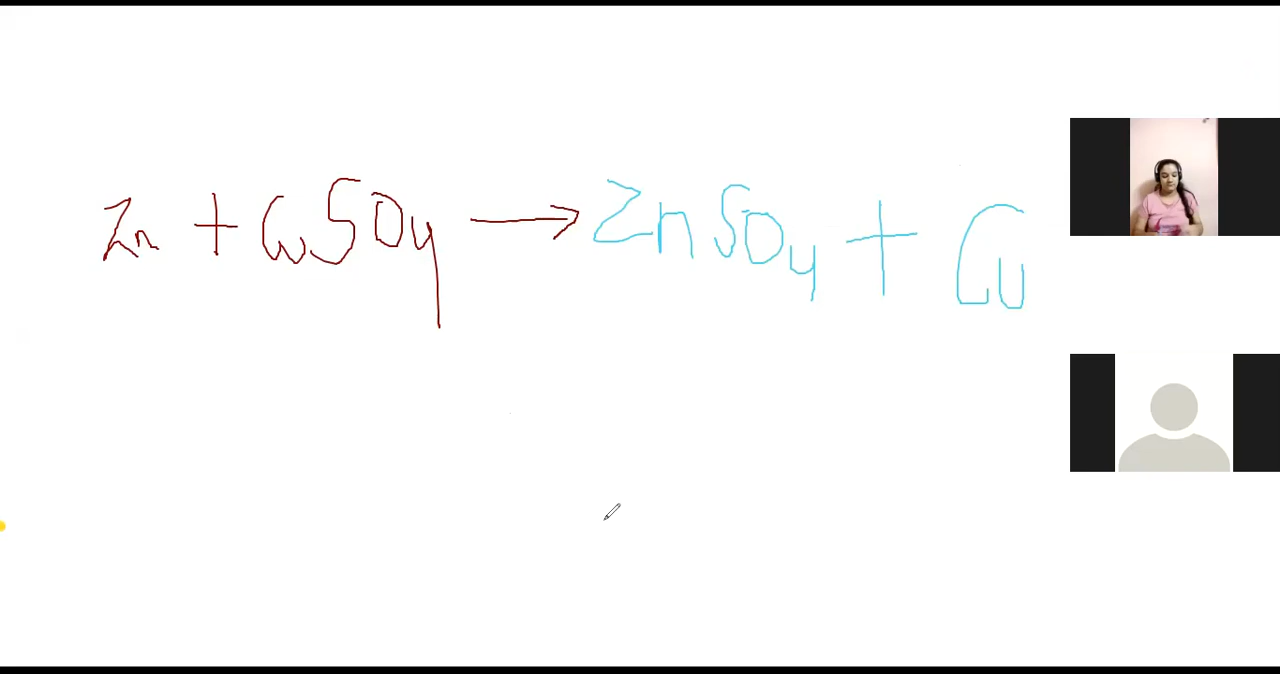 Zn + CuSO4 → ZnSO4 + Cu